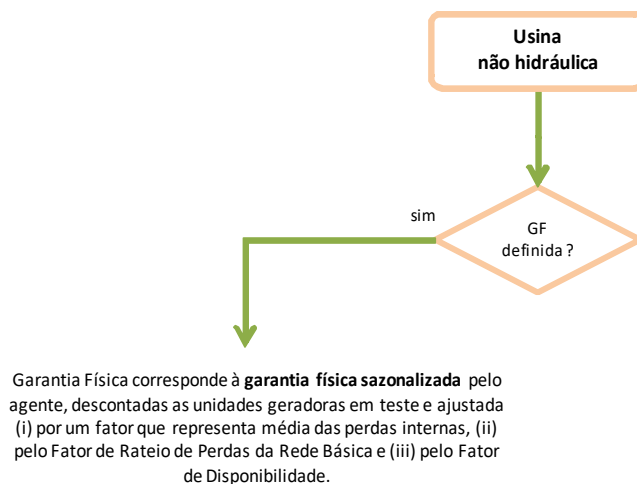 Usina
não hidráulica
sim
GF
definida ?
Garantia Física corresponde à garantia física sazonalizada pelo
agente, descontadas as unidades geradoras em teste e ajustada
(i) por um fator que representa média das perdas internas, (ii)
pelo Fator de Rateio de Perdas da Rede Básica e (iii) pelo Fator
de Disponibilidade.